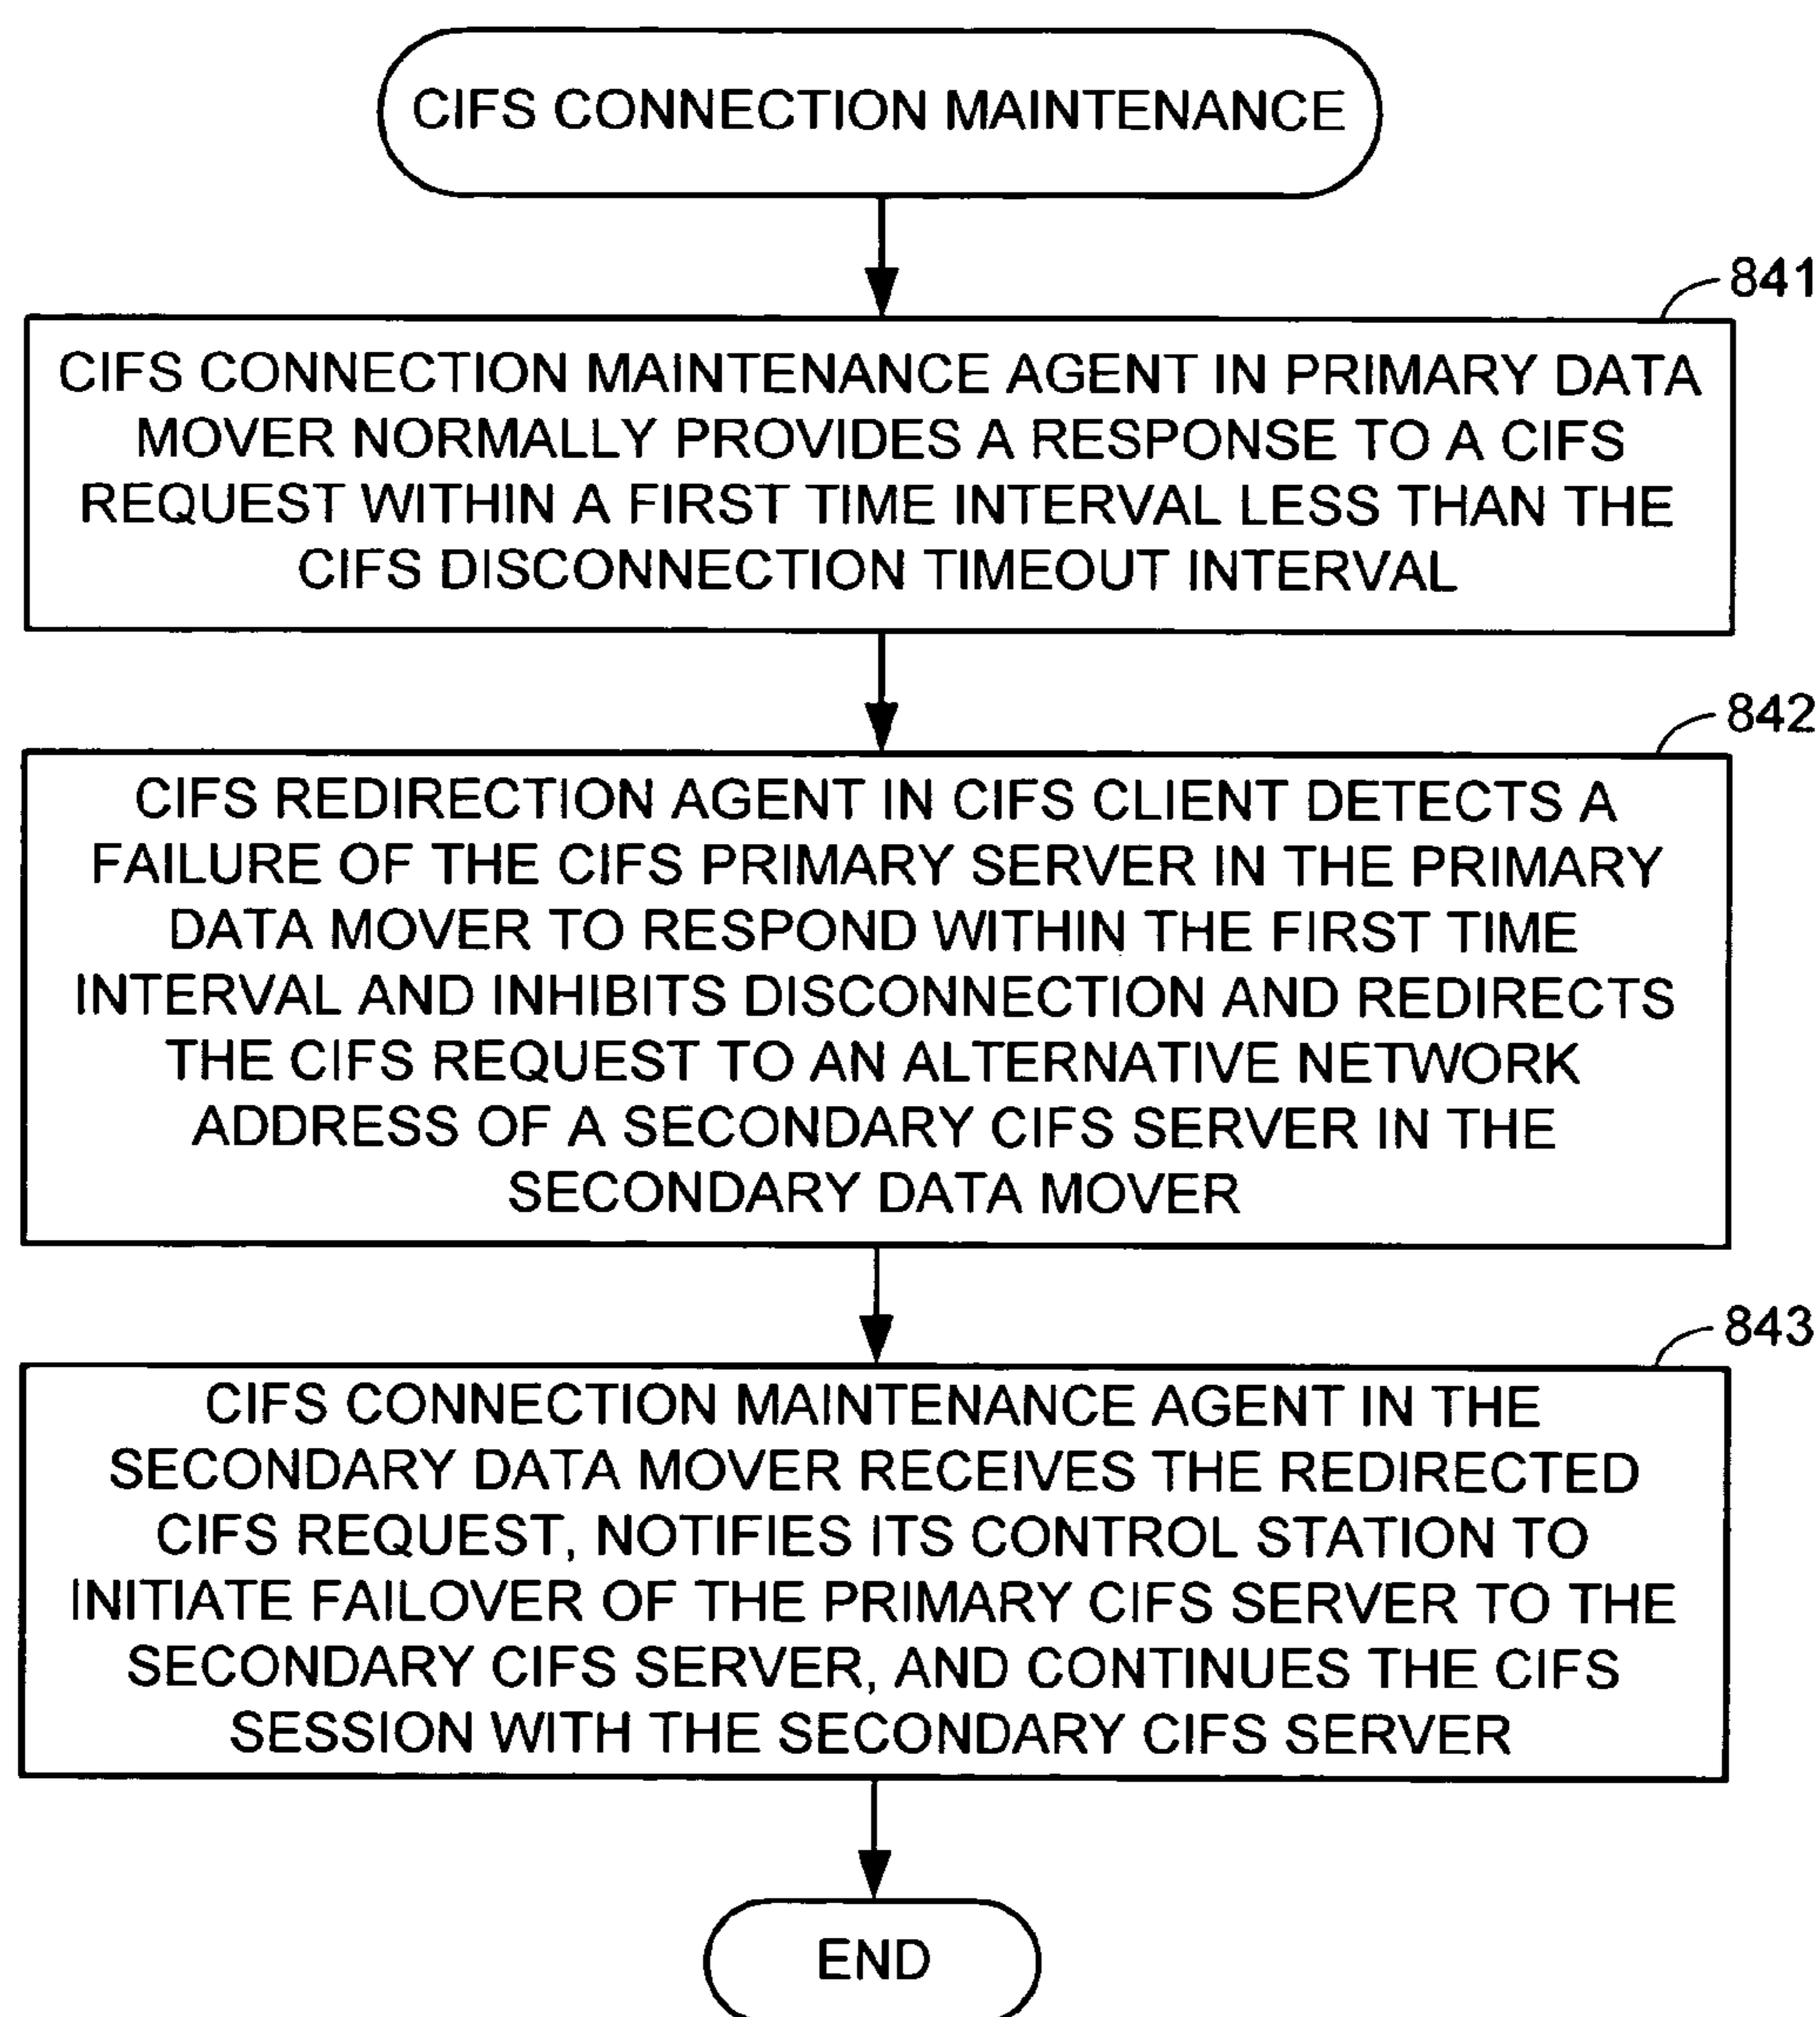 CIFS CONNECTION MAINTENANCE
841
CIFS CONNECTION MAINTENANCE AGENT IN PRIMARY DATA
MOVER NORMALLY PROVIDES A RESPONSE TO A CIFS
REQUEST WITHIN A FIRST TIME INTERVAL LESS THAN THE
CIFS DISCONNECTION TIMEOUT INTERVAL
842
CIFS REDIRECTION AGENT IN CIFS CLIENT DETECTS A
FAILURE OF THE CIFS PRIMARY SERVER IN THE PRIMARY
DATA MOVER TO RESPOND WITHIN THE FIRST TIME
INTERVAL AND INHIBITS DISCONNECTION AND REDIRECTS
THE CIFS REQUEST TO AN ALTERNATIVE NETWORK
ADDRESS OF A SECONDARY CIFS SERVER IN THE
SECONDARY DATA MOVER
843
CIFS CONNECTION MAINTENANCE AGENT IN THE
SECONDARY DATA MOVER RECEIVES THE REDIRECTED
CIFS REQUEST, NOTIFIES ITS CONTROL STATION TO
INITIATE FAILOVER OF THE PRIMARY CIFS SERVER TO THE
SECONDARY CIFS SERVER, AND CONTINUES THE CIFS
SESSION WITH THE SECONDARY CIFS SERVER
END